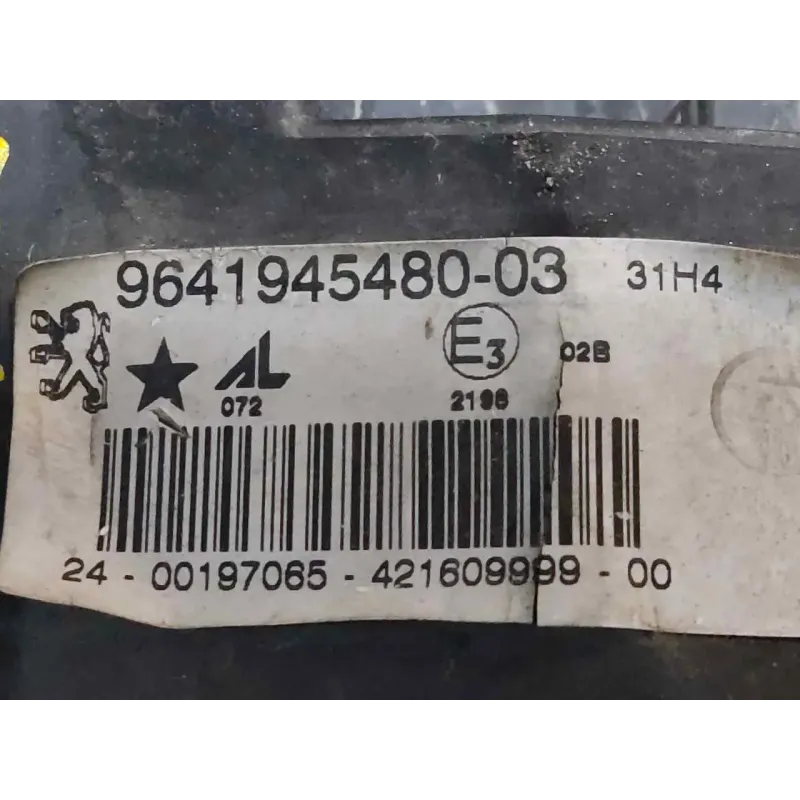 9641945480-03 31H4
AL E3 02B
072 2198
24 - 00197065 - 421609999 - 00